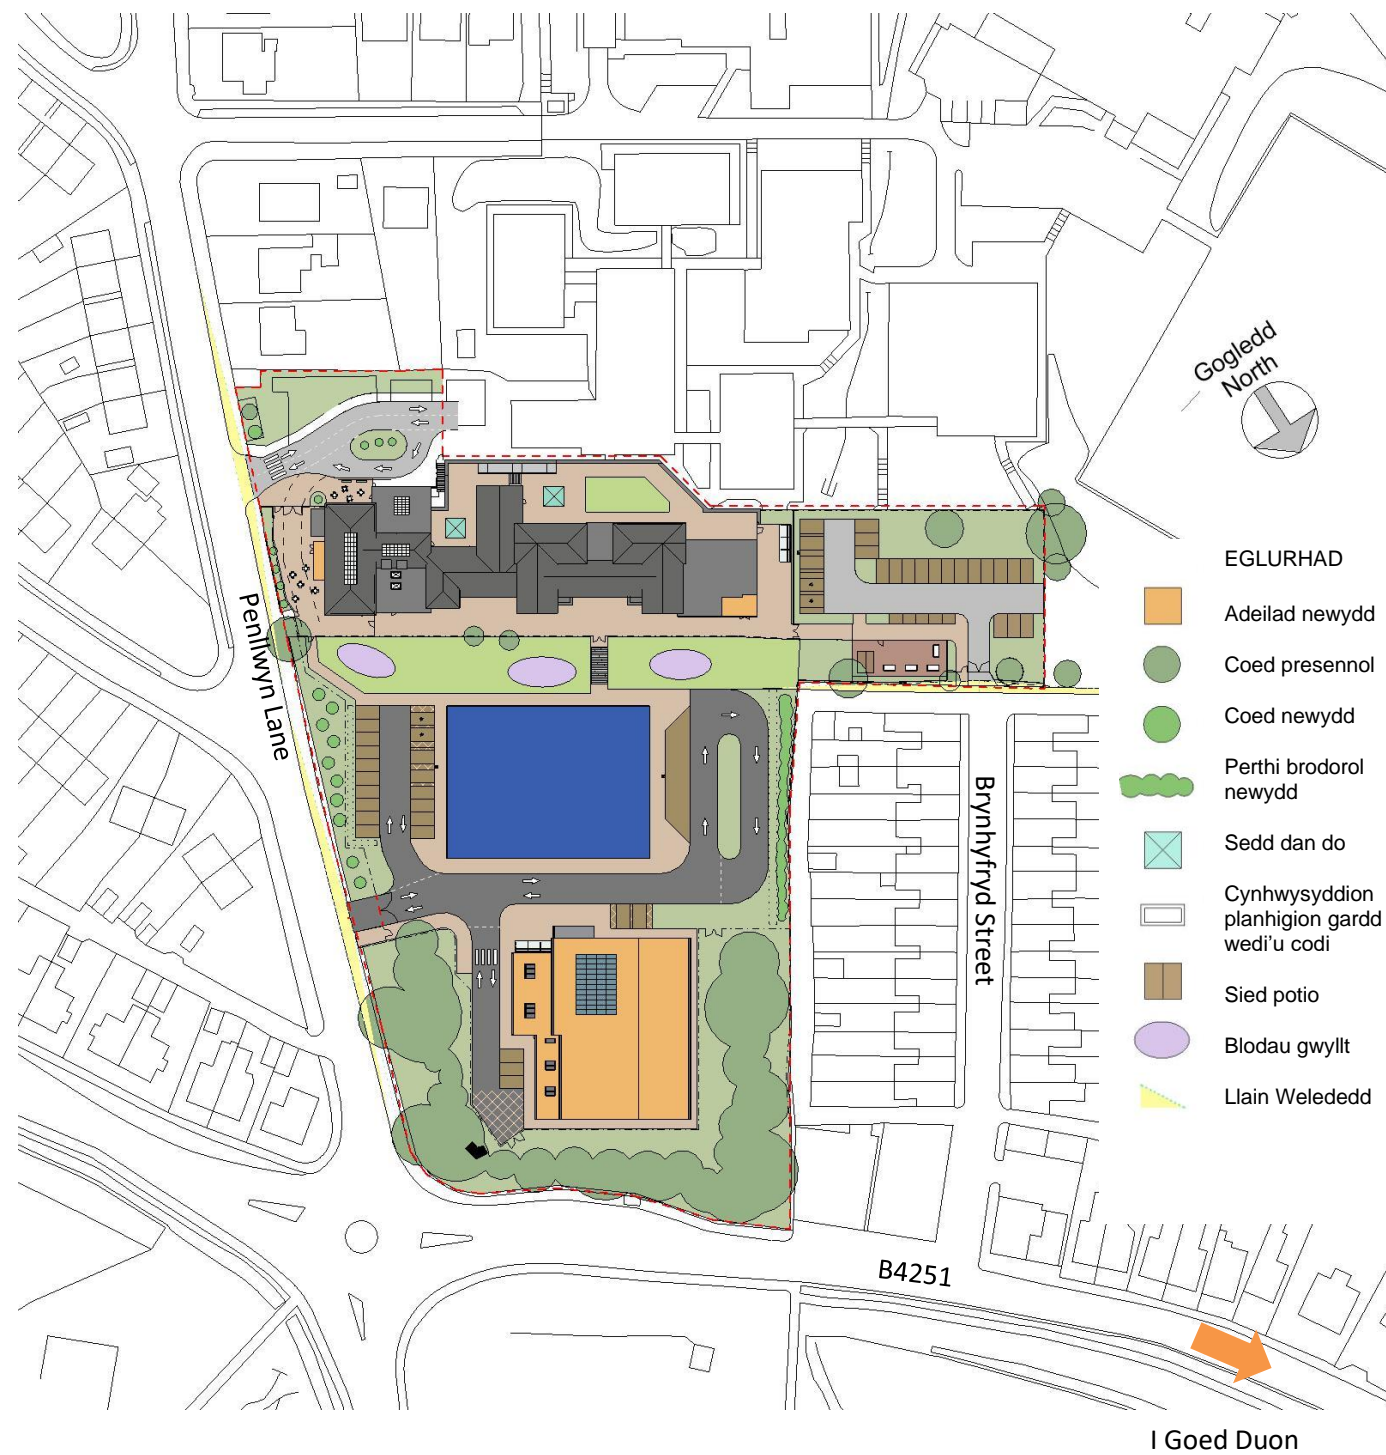 Gogledd
North
EGLURHAD
Adeilad newydd
Coed presennol
Coed newydd
Perthi brodorol
newydd
Sedd dan do
Cynhwysyddion
planhigion gardd
wedi'u codi
Sied potio
Blodau gwyllt
Llain Welededd
Penllwyn Lane
Brynhyfryd Street
B4251
I Goed Duon